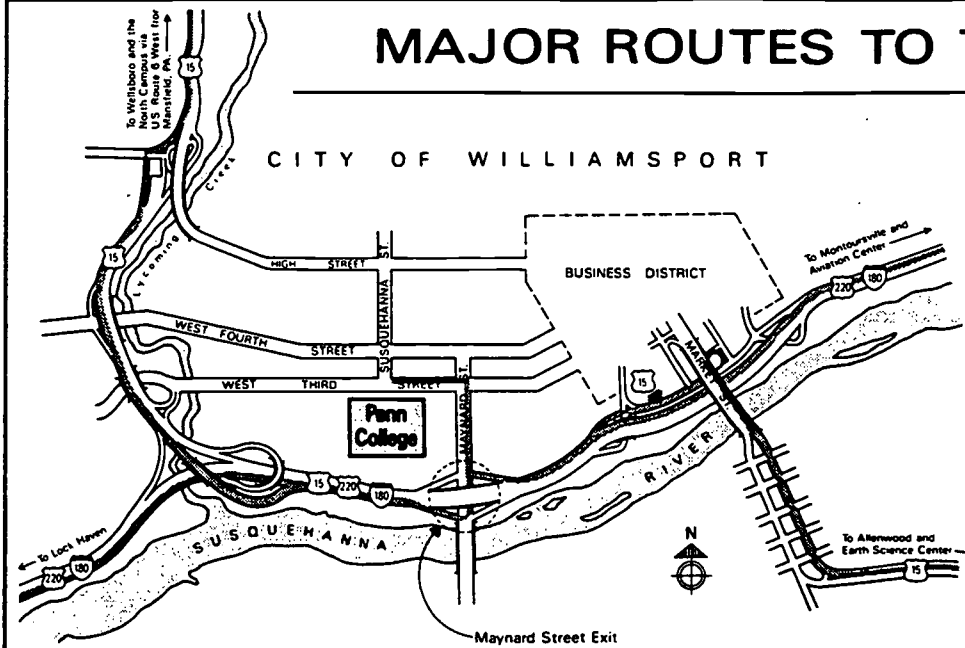 MAJOR ROUTES TO
To Wellsboro and the
North Campus via
U.S. Route 6 West from
Mansfield, PA.
15
CITY OF WILLIAMSPORT
Lycoming Creek
15
HIGH STREET
SUSQUEHANNA ST.
BUSINESS DISTRICT
To Montoursville and
Aviation Center
220
180
WEST FOURTH STREET
WEST THIRD STREET
MAYNARD ST.
MARKET ST.
15
Penn
College
15
220
180
SUSQUEHANNA RIVER
To Lock Haven
220
180
N
To Allenwood and
Earth Science Center
15
Maynard Street Exit